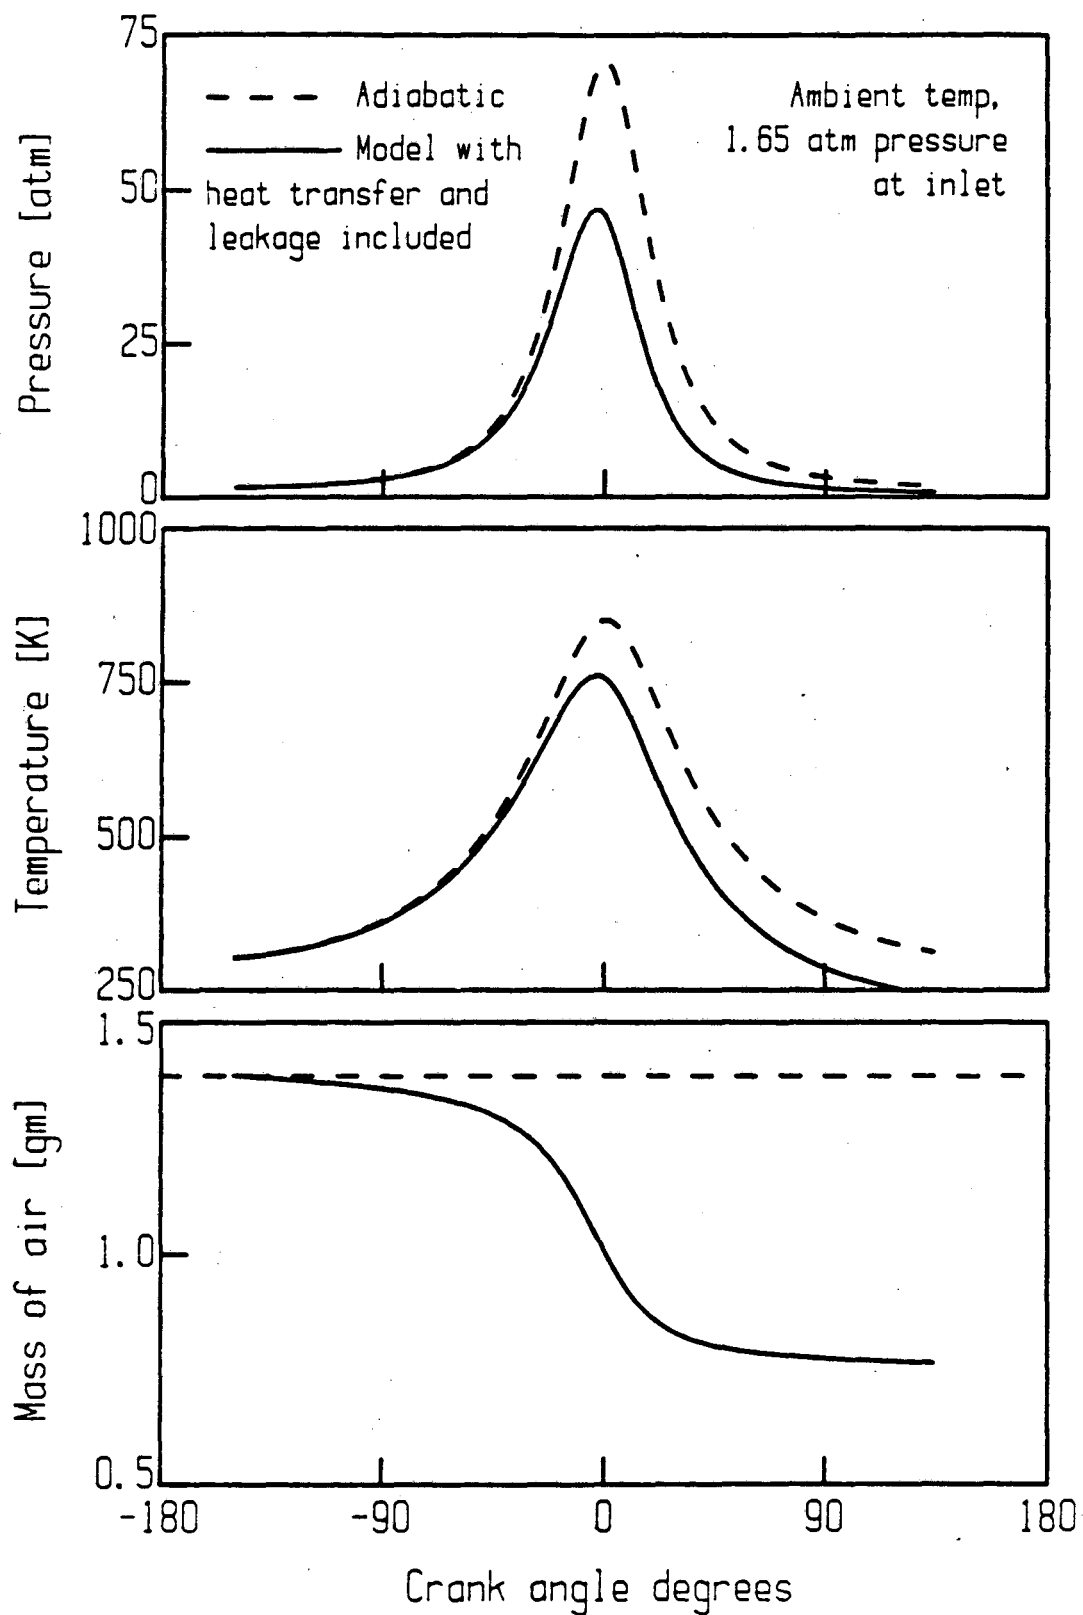 75
50
25
0
Pressure [atm]
Adiabatic
Model with
heat transfer and
leakage included
Ambient temp,
1.65 atm pressure
at inlet
1000
750
500
250
Temperature [K]
1.5
1.0
0.5
Mass of air [gm]
-180 -90 0 90 180
Crank angle degrees